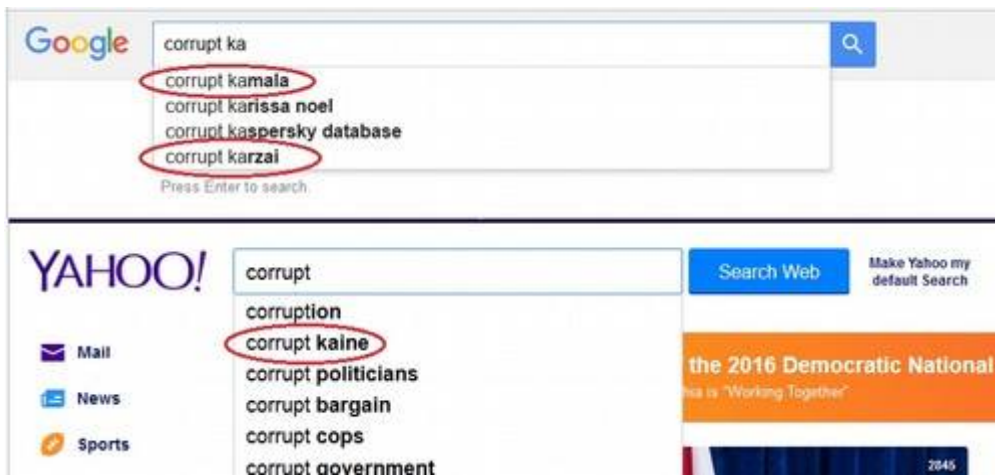 Google
corrupt ka
corrupt kamala
corrupt karissa noel
corrupt kaspersky database
corrupt karzai
Press Enter to search.
YAHOO!
corrupt
Search Web
Make Yahoo my
default Search
corruption
corrupt kaine
corrupt politicians
corrupt bargain
corrupt cops
corrupt government
Mail
News
Sports
the 2016 Democratic National
is "Working Together"
2845